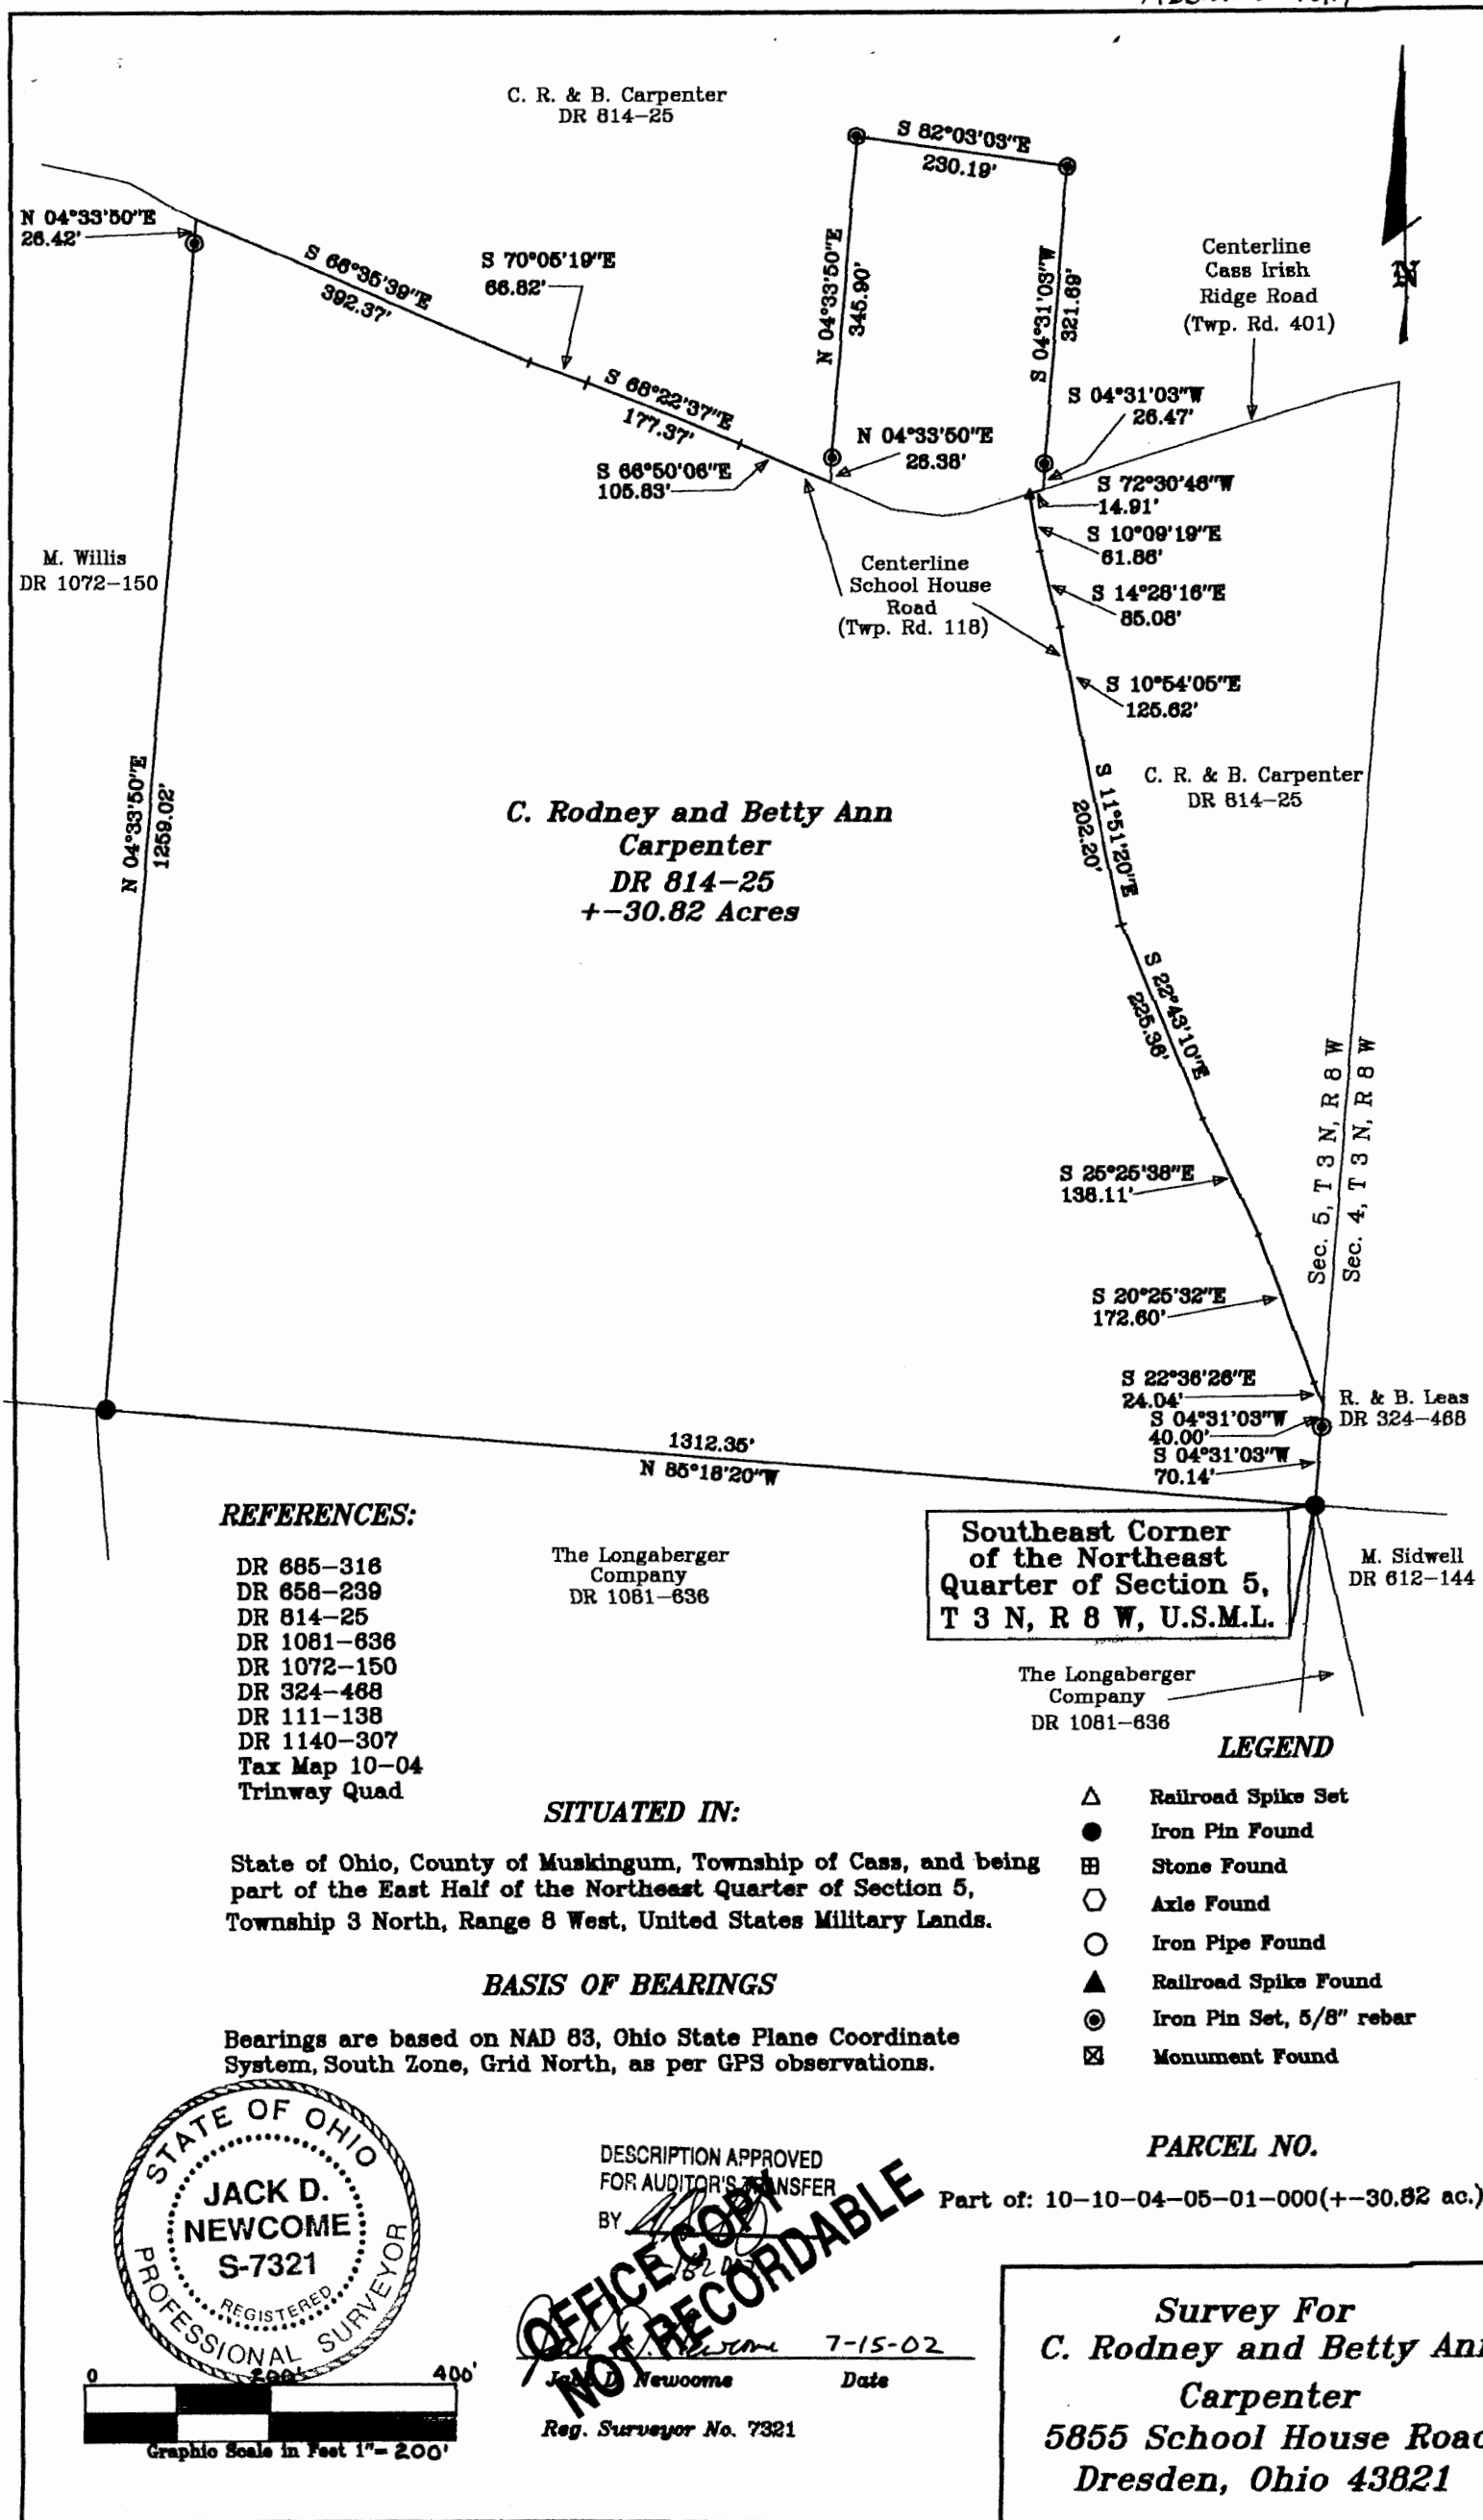 C. R. & B. Carpenter
DR 814-25
S 82°03'03"E
230.19'
N 04°33'50"E
26.42'
S 66°35'39"E
392.37'
S 70°05'19"E
66.82'
N 04°33'50"E
345.90'
S 04°31'03"W
321.69'
Centerline
Cass Irish
Ridge Road
(Twp. Rd. 401)
N
S 68°22'37"E
177.37'
S 04°31'03"W
26.47'
N 04°33'50"E
26.38'
S 66°50'06"E
105.83'
S 72°30'46"W
14.91'
S 10°09'19"E
61.86'
M. Willis
DR 1072-150
Centerline
School House
Road
(Twp. Rd. 118)
S 14°28'16"E
85.08'
S 10°54'05"E
125.62'
N 04°33'50"E
1259.02'
C. Rodney and Betty Ann
Carpenter
DR 814-25
+-30.82 Acres
S 11°51'20"E
202.20'
C. R. & B. Carpenter
DR 814-25
S 22°43'10"E
225.36'
Sec. 5, T 3 N, R 8 W
Sec. 4, T 3 N, R 8 W
S 25°25'38"E
138.11'
S 20°25'32"E
172.60'
S 22°36'26"E
24.04'
R. & B. Leas
DR 324-468
S 04°31'03"W
40.00'
S 04°31'03"W
70.14'
1312.35'
N 85°18'20"W
REFERENCES:
DR 685-316
DR 658-239
DR 814-25
DR 1081-636
DR 1072-150
DR 324-468
DR 111-138
DR 1140-307
Tax Map 10-04
Trinway Quad
The Longaberger
Company
DR 1081-636
Southeast Corner
of the Northeast
Quarter of Section 5,
T 3 N, R 8 W, U.S.M.L.
M. Sidwell
DR 612-144
The Longaberger
Company
DR 1081-636
LEGEND
Railroad Spike Set
Iron Pin Found
Stone Found
Axle Found
Iron Pipe Found
Railroad Spike Found
Iron Pin Set, 5/8" rebar
Monument Found
SITUATED IN:
State of Ohio, County of Muskingum, Township of Cass, and being
part of the East Half of the Northeast Quarter of Section 5,
Township 3 North, Range 8 West, United States Military Lands.
BASIS OF BEARINGS
Bearings are based on NAD 83, Ohio State Plane Coordinate
System, South Zone, Grid North, as per GPS observations.
STATE OF OHIO
JACK D.
NEWCOME
S-7321
REGISTERED
PROFESSIONAL SURVEYOR
0 200' 400'
Graphic Scale in Feet 1"= 200'
DESCRIPTION APPROVED
FOR AUDITOR'S TRANSFER
BY
OFFICE COPY
NOT RECORDABLE
7-15-02
Jack D. Newcome Date
Reg. Surveyor No. 7321
PARCEL NO.
Part of: 10-10-04-05-01-000(+-30.82 ac.)
Survey For
C. Rodney and Betty Ann
Carpenter
5855 School House Road
Dresden, Ohio 43821